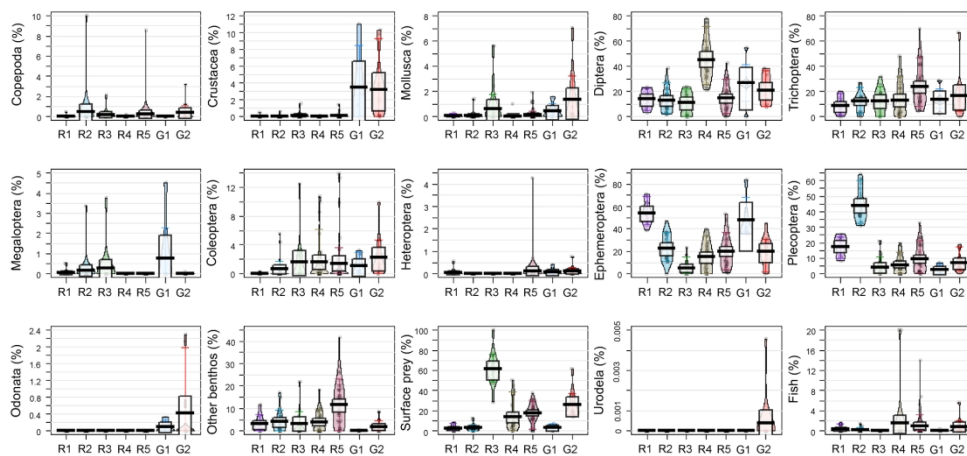 Copepoda (%)
10
8
6
4
2
0
R1 R2 R3 R4 R5 G1 G2
Crustacea (%)
12
10
8
6
4
2
0
R1 R2 R3 R4 R5 G1 G2
Mollusca (%)
8
6
4
2
0
R1 R2 R3 R4 R5 G1 G2
Diptera (%)
80
60
40
20
0
R1 R2 R3 R4 R5 G1 G2
Trichoptera (%)
80
60
40
20
0
R1 R2 R3 R4 R5 G1 G2
Megaloptera (%)
5
4
3
2
1
0
R1 R2 R3 R4 R5 G1 G2
Coleoptera (%)
12
8
4
0
R1 R2 R3 R4 R5 G1 G2
Heteroptera (%)
4
3
2
1
0
R1 R2 R3 R4 R5 G1 G2
Ephemeroptera (%)
80
60
40
20
0
R1 R2 R3 R4 R5 G1 G2
Plecoptera (%)
60
50
40
30
20
10
0
R1 R2 R3 R4 R5 G1 G2
Odonata (%)
2.4
2.0
1.6
1.2
0.8
0.4
0
R1 R2 R3 R4 R5 G1 G2
Other benthos (%)
40
30
20
10
0
R1 R2 R3 R4 R5 G1 G2
Surface prey (%)
100
80
60
40
20
0
R1 R2 R3 R4 R5 G1 G2
Urodela (%)
0.005
0.001
0.001
0
R1 R2 R3 R4 R5 G1 G2
Fish (%)
20
16
12
8
4
0
R1 R2 R3 R4 R5 G1 G2